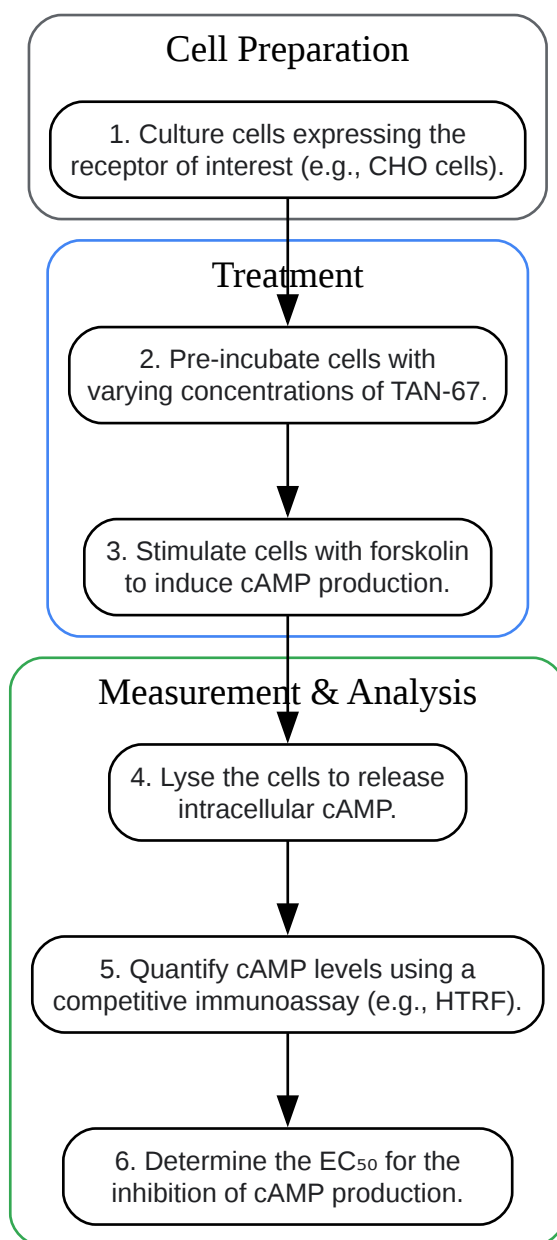 Cell Preparation
1. Culture cells expressing the
receptor of interest (e.g., CHO cells).
Treatment
2. Pre-incubate cells with
varying concentrations of TAN-67.
3. Stimulate cells with forskolin
to induce cAMP production.
Measurement & Analysis
4. Lyse the cells to release
intracellular cAMP.
5. Quantify cAMP levels using a
competitive immunoassay (e.g., HTRF).
6. Determine the EC₅₀ for the
inhibition of cAMP production.